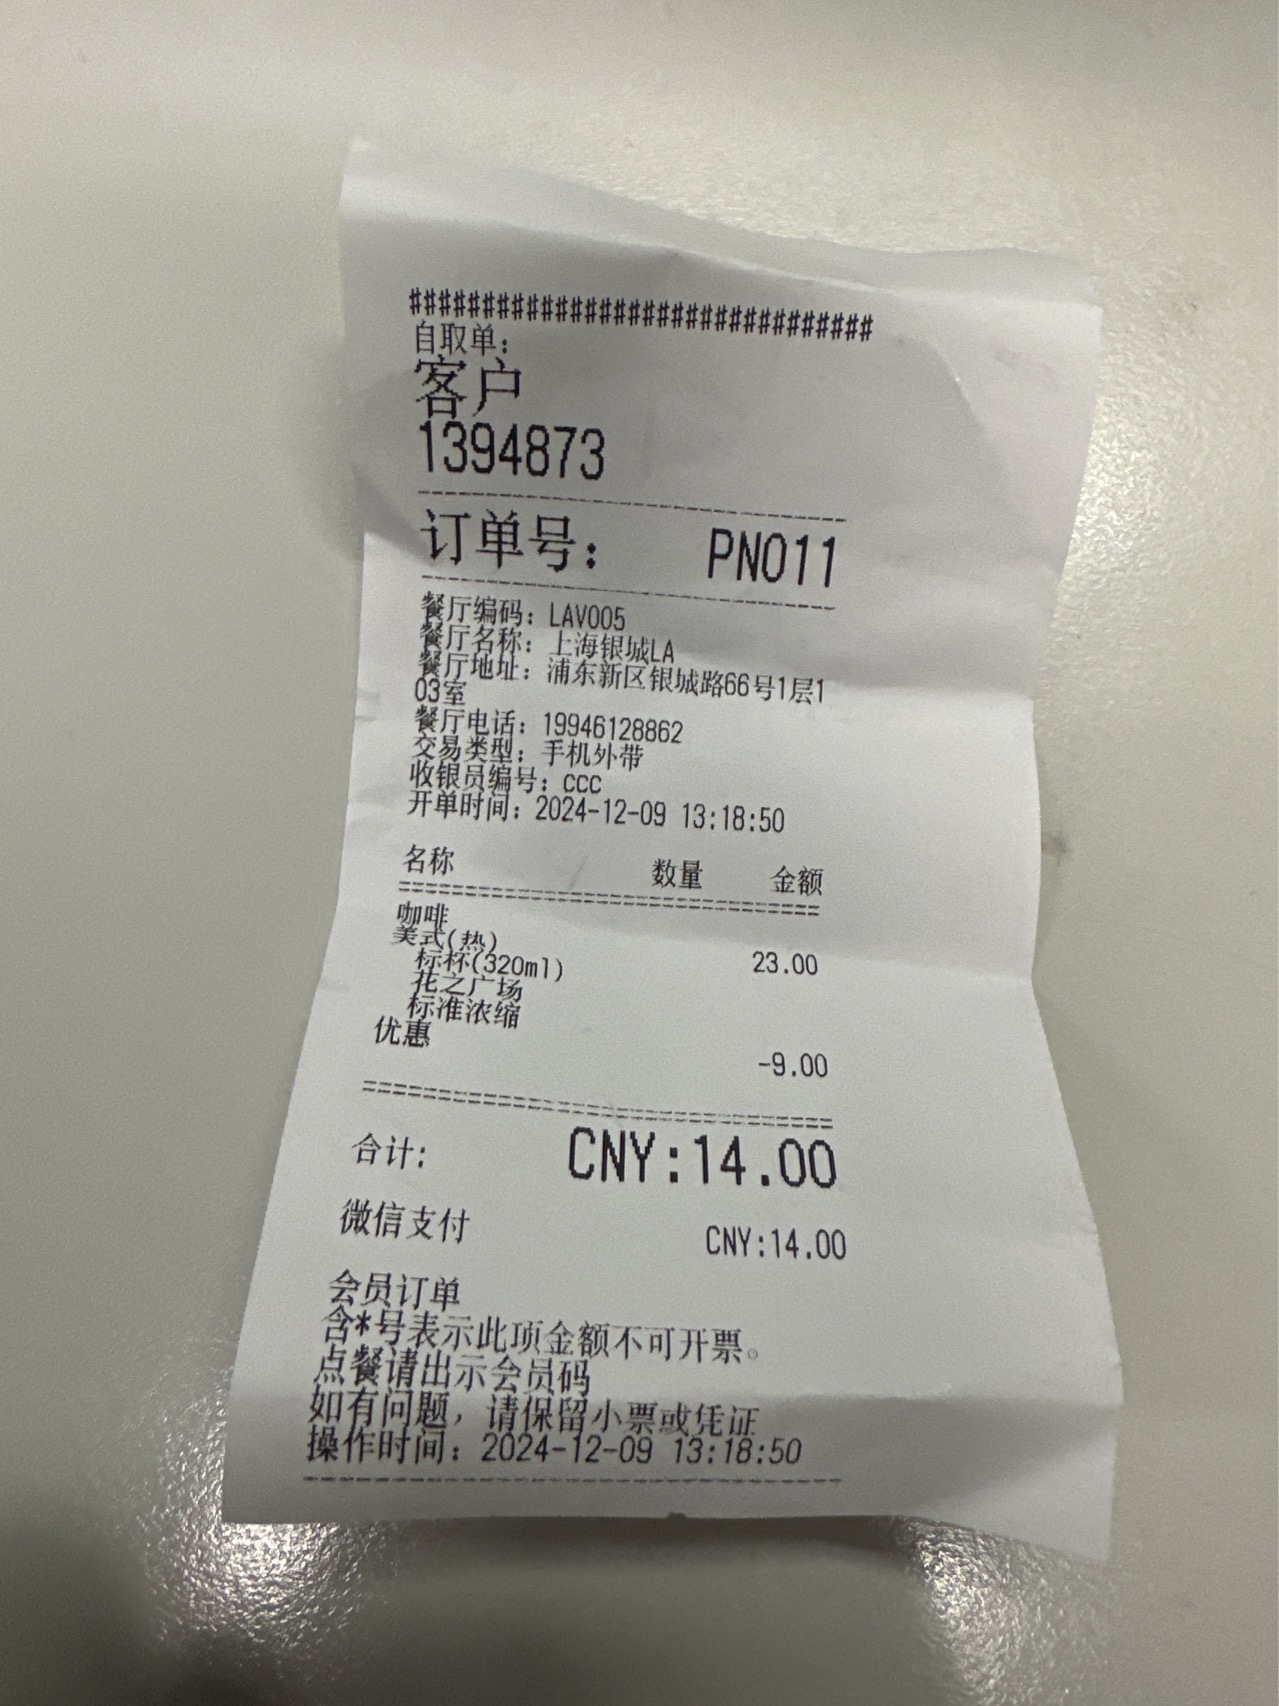 ################################
自取单：
客户
1394873
订单号： PN011
餐厅编码：LAV005
餐厅名称：上海银城LA
餐厅地址：浦东新区银城路66号1层1
03室
餐厅电话：19946128862
交易类型：手机外带
收银员编号：ccc
开单时间：2024-12-09 13:18:50
名称 数量 金额
咖啡
美式(热) 23.00
标杯(320ml)
花之广场
标准浓缩
优惠
-9.00
合计: CNY:14.00
微信支付 CNY:14.00
会员订单
含*号表示此项金额不可开票。
点餐请出示会员码
如有问题，请保留小票或凭证
操作时间：2024-12-09 13:18:50